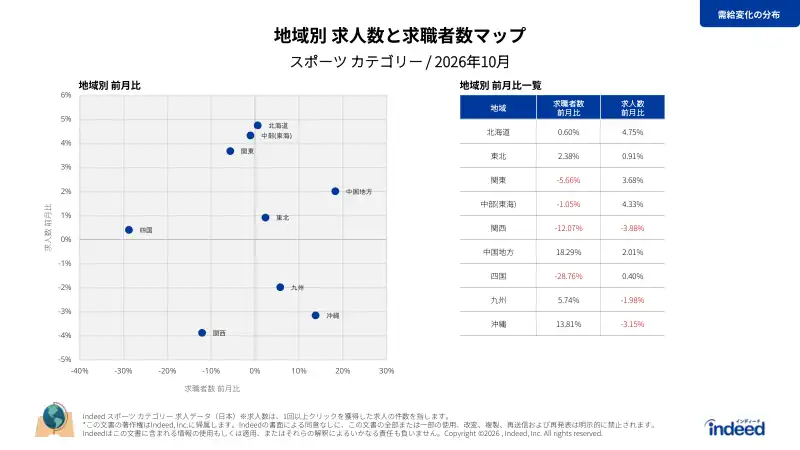 需給変化の分布
地域別 求人数と求職者数マップ
スポーツ カテゴリー / 2026年10月
地域別 前月比
6%
5%
4%
3%
2%
1%
0%
-1%
-2%
-3%
-4%
-5%
求人数 前月比
北海道
中部(東海)
関東
中国地方
東北
四国
九州
沖縄
関西
-40%
-30%
-20%
-10%
0%
10%
20%
30%
求職者数 前月比
地域別 前月比一覧
地域 求職者数 前月比 求人数 前月比
北海道 0.60% 4.75%
東北 2.38% 0.91%
関東 -5.66% 3.68%
中部(東海) -1.05% 4.33%
関西 -12.07% -3.88%
中国地方 18.29% 2.01%
四国 -28.76% 0.40%
九州 5.74% -1.98%
沖縄 13.81% -3.15%
Indeed スポーツ カテゴリー 求人データ（日本）※求人数は、1回以上クリックを獲得した求人の件数を指します。
*この文書の著作権はIndeed, Inc.に帰属します。Indeedの書面による同意なしに、この文書の全部または一部の使用、改変、複製、再送信および再発表は明示的に禁止されます。
Indeedはこの文書に含まれる情報の使用もしくは適用、またはそれらの解釈によるいかなる責任も負いません。Copyright ©2026 , Indeed, Inc. All rights reserved.
インディード
indeed